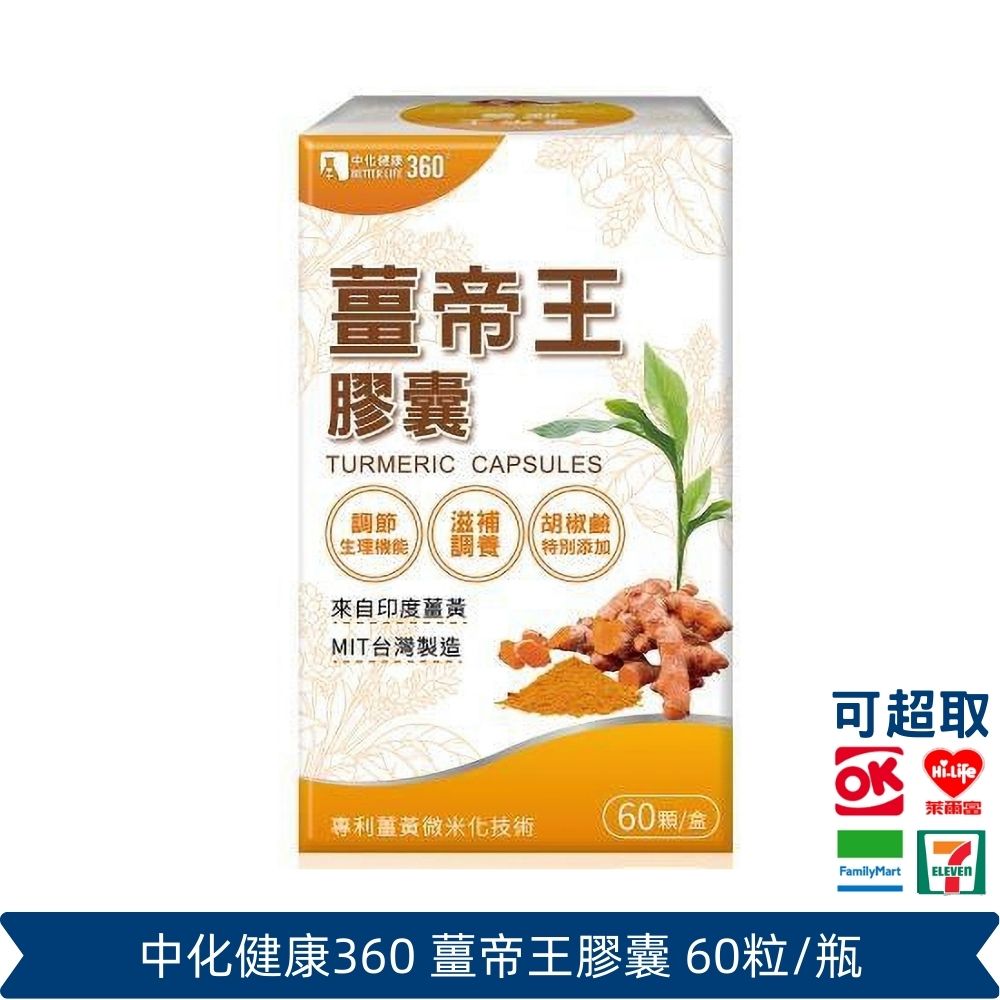 中化健康
BETTER LIFE 360
薑帝王
膠囊
TURMERIC CAPSULES
調節
生理機能
滋補
調養
胡椒鹼
特別添加
來自印度薑黃
MIT台灣製造
專利薑黃微米化技術
60顆/盒
可超取
OK
Hi-Life
萊爾富
FamilyMart
7
ELEVEn
中化健康360 薑帝王膠囊 60粒/瓶